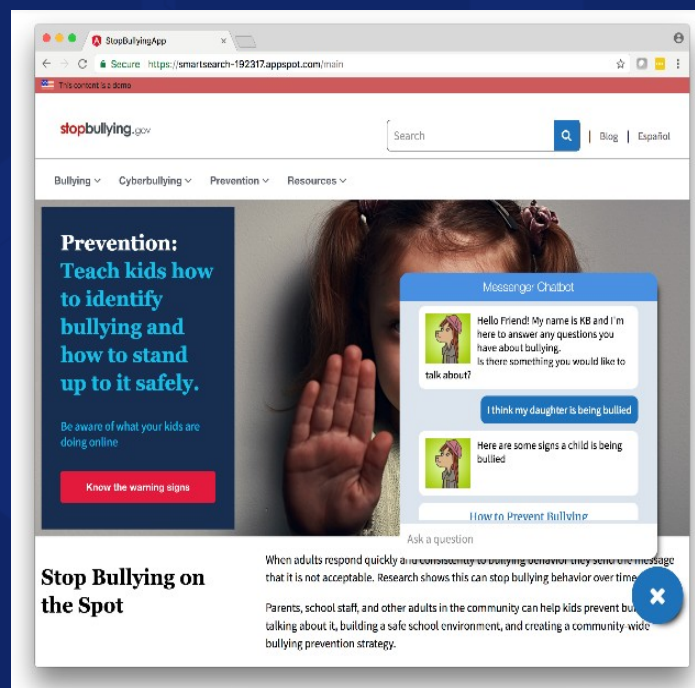 StopBullyingApp
Secure https://smartsearch-192317.appspot.com/main
This content is a demo
stopbullying.gov
Search
Blog | Español
Bullying
Cyberbullying
Prevention
Resources
Prevention:
Teach kids how
to identify
bullying and
how to stand
up to it safely.
Be aware of what your kids are
doing online
Know the warning signs
Messenger Chatbot
Hello Friend! My name is KB and I'm
here to answer any questions you
have about bullying.
Is there something you would like to
talk about?
I think my daughter is being bullied
Here are some signs a child is being
bullied
How to Prevent Bullying
Ask a question
Stop Bullying on
the Spot
When adults respond quickly and consistently to bullying behavior they send the message
that it is not acceptable. Research shows this can stop bullying behavior over time
Parents, school staff, and other adults in the community can help kids prevent bu
talking about it, building a safe school environment, and creating a community-wide
bullying prevention strategy.